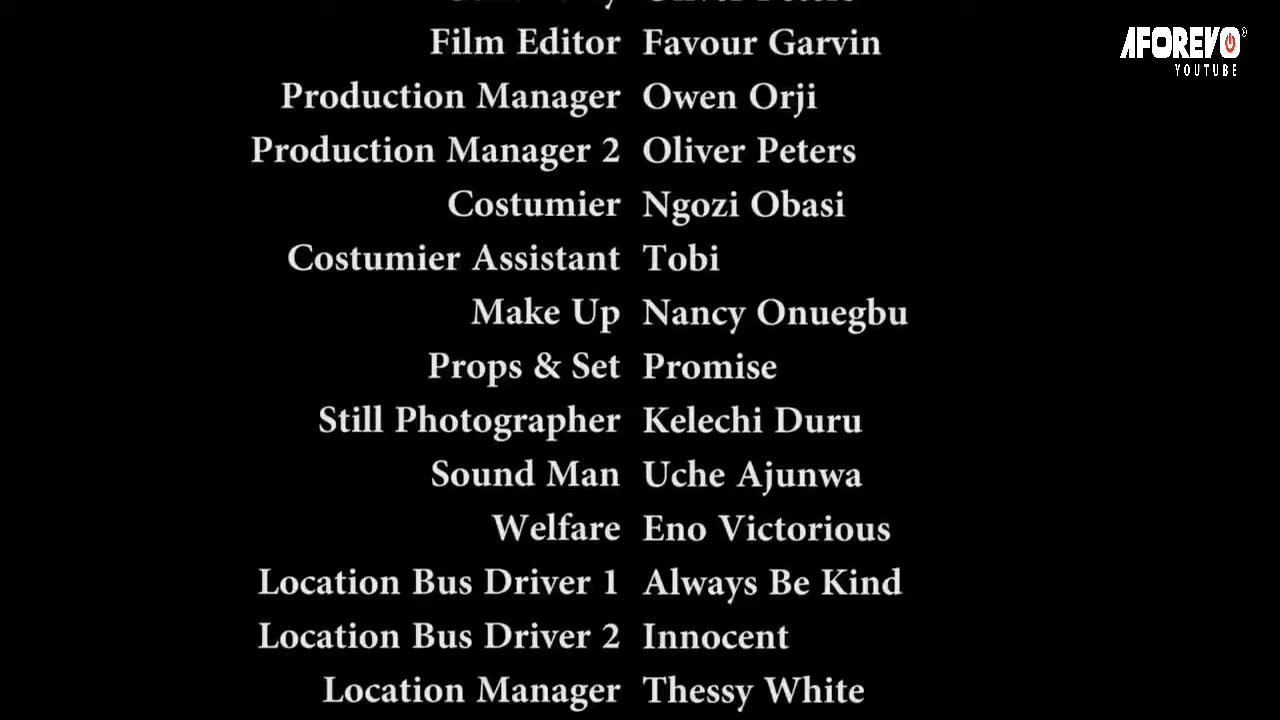 Oliver Peters
Film Editor Favour Garvin
Production Manager Owen Orji
Production Manager 2 Oliver Peters
Costumier Ngozi Obasi
Costumier Assistant Tobi
Make Up Nancy Onuegbu
Props & Set Promise
Still Photographer Kelechi Duru
Sound Man Uche Ajunwa
Welfare Eno Victorious
Location Bus Driver 1 Always Be Kind
Location Bus Driver 2 Innocent
Location Manager Thessy White
AFOREVO
YOUTUBE